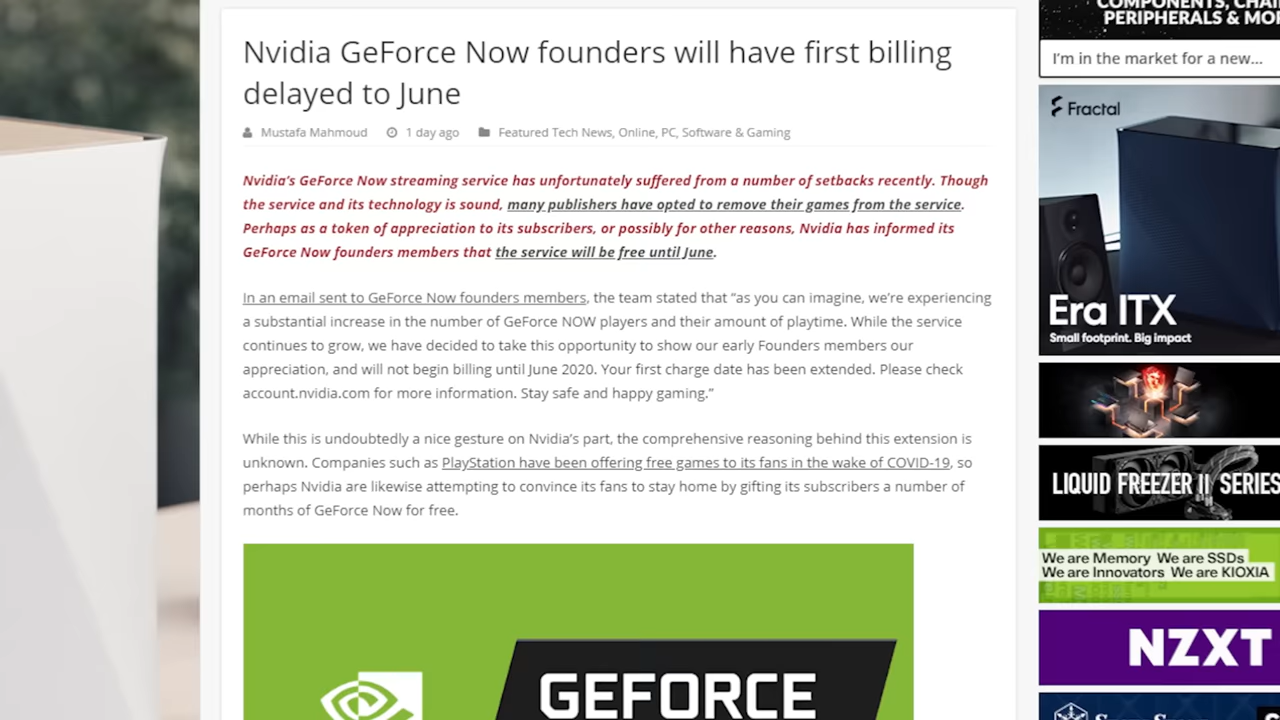 Nvidia GeForce Now founders will have first billing
delayed to June
Mustafa Mahmoud 1 day ago Featured Tech News, Online, PC, Software & Gaming
Nvidia's GeForce Now streaming service has unfortunately suffered from a number of setbacks recently. Though
the service and its technology is sound, many publishers have opted to remove their games from the service.
Perhaps as a token of appreciation to its subscribers, or possibly for other reasons, Nvidia has informed its
GeForce Now founders members that the service will be free until June.
In an email sent to GeForce Now founders members, the team stated that “as you can imagine, we're experiencing
a substantial increase in the number of GeForce NOW players and their amount of playtime. While the service
continues to grow, we have decided to take this opportunity to show our early Founders members our
appreciation, and will not begin billing until June 2020. Your first charge date has been extended. Please check
account.nvidia.com for more information. Stay safe and happy gaming.”
While this is undoubtedly a nice gesture on Nvidia's part, the comprehensive reasoning behind this extension is
unknown. Companies such as PlayStation have been offering free games to its fans in the wake of COVID-19, so
perhaps Nvidia are likewise attempting to convince its fans to stay home by gifting its subscribers a number of
months of GeForce Now for free.
GEFORCE
COMPONENTS,
PERIPHERALS &
I'm in the market for a new...
Fractal
Era ITX
Small footprint. Big impact
LIQUID FREEZER II SERIES
We are Memory We are SSDs
We are Innovators We are KIOXIA
NZXT